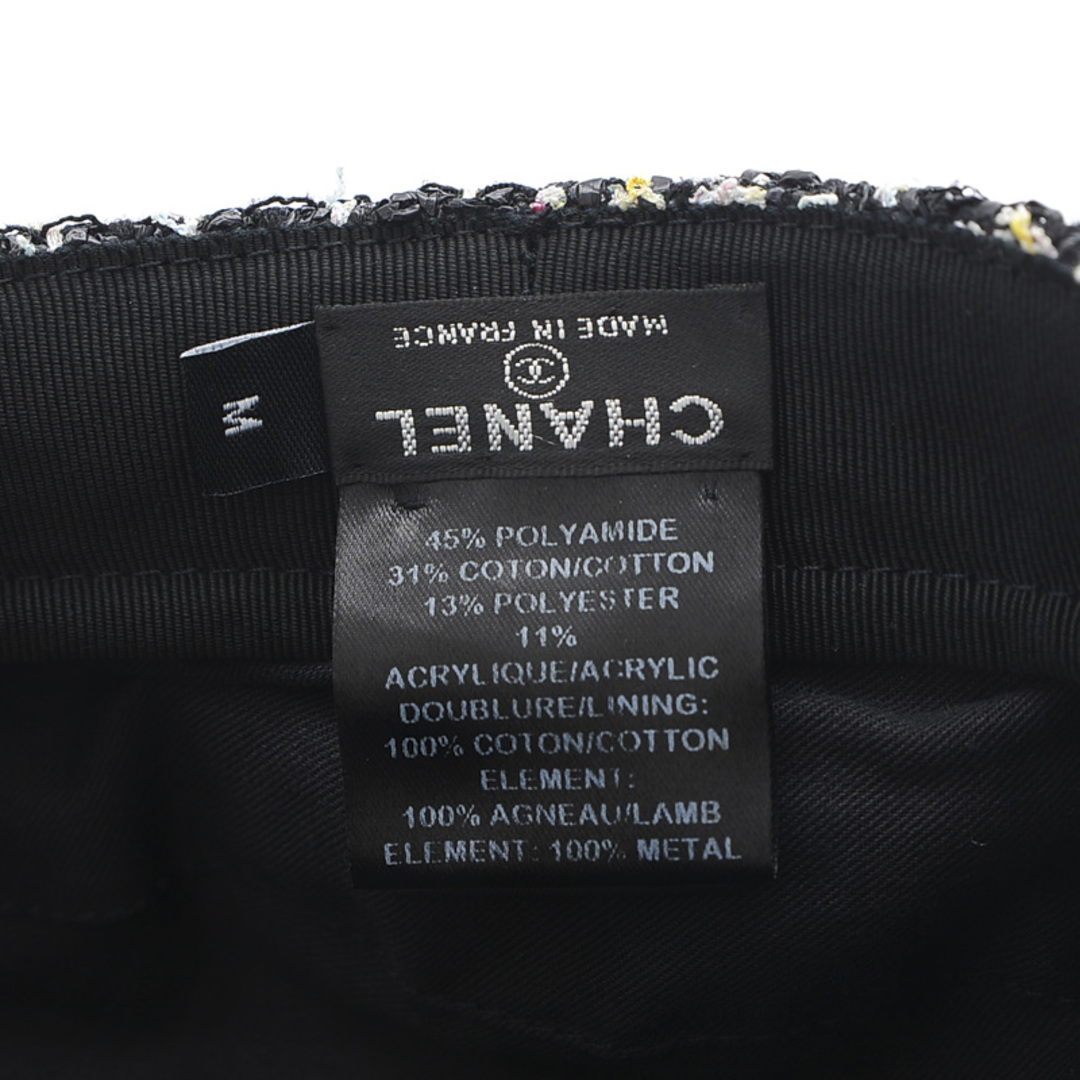 MADE IN FRANCE
CHANEL
M
45% POLYAMIDE
31% COTON/COTTON
13% POLYESTER
11%
ACRYLIQUE/ACRYLIC
DOUBLURE/LINING:
100% COTON/COTTON
ELEMENT:
100% AGNEAU/LAMB
ELEMENT: 100% METAL